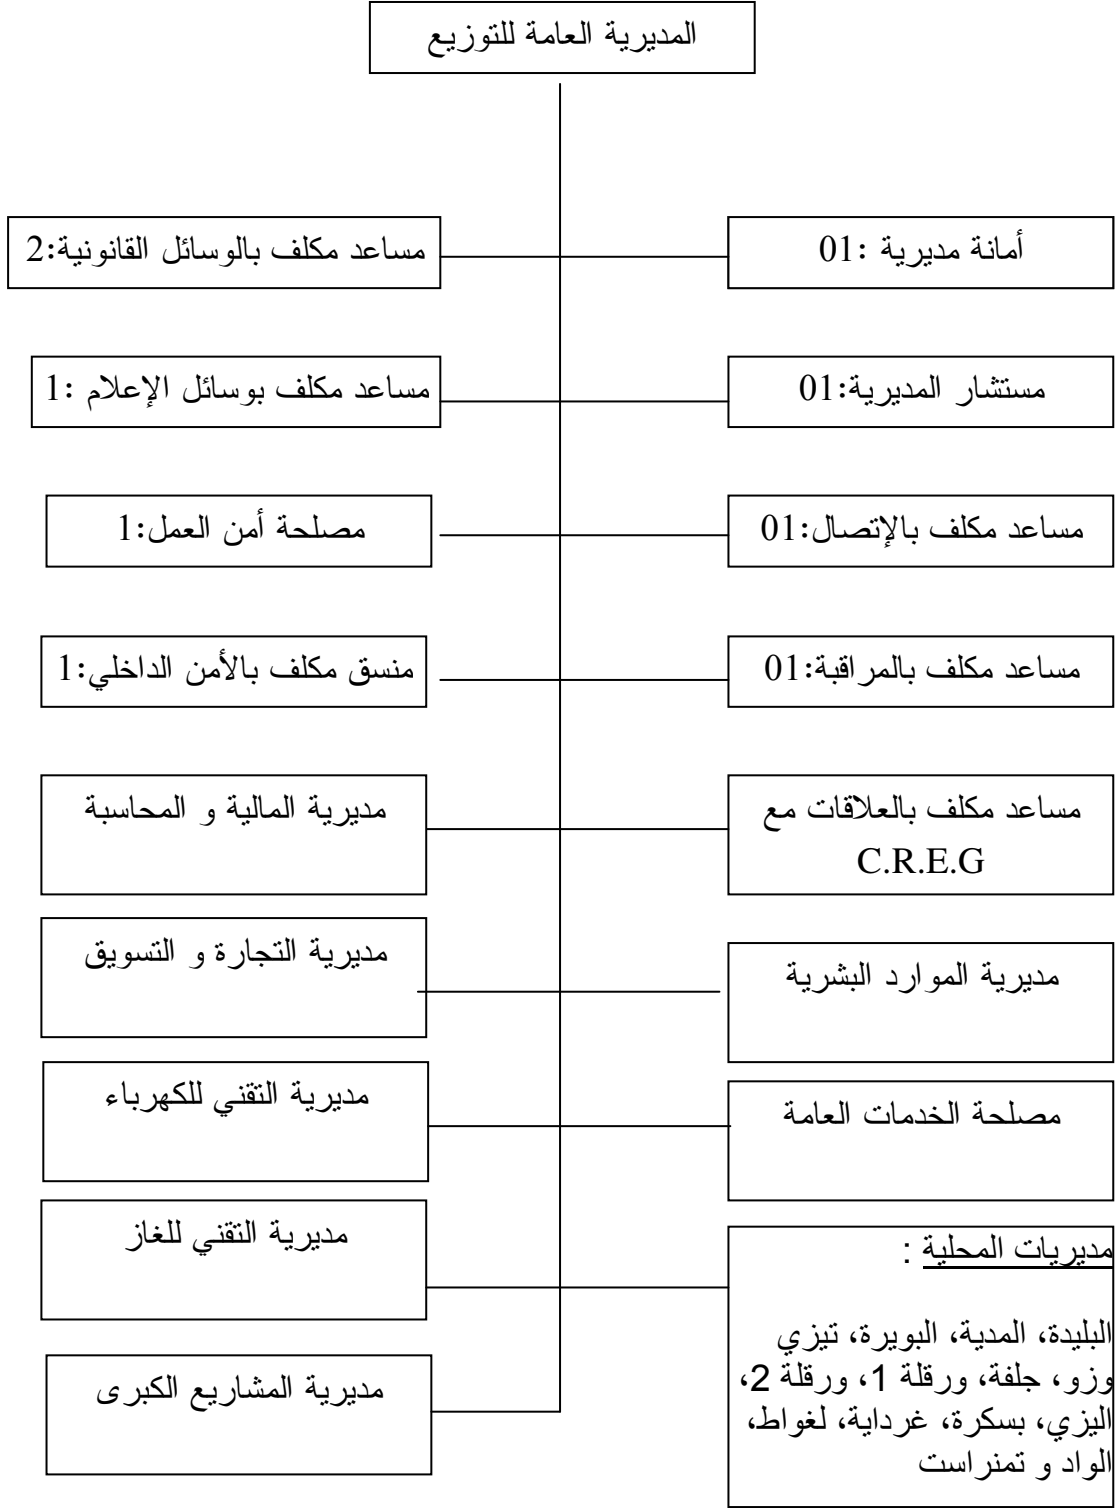 المديرية العامة للتوزيع
أمانة مديرية :01
مساعد مكلف بالوسائل القانونية:2
مستشار المديرية:01
مساعد مكلف بوسائل الإعلام :1
مساعد مكلف بالإتصال:01
مصلحة أمن العمل:1
مساعد مكلف بالمراقبة:01
منسق مكلف بالأمن الداخلي:1
مساعد مكلف بالعلاقات مع
C.R.E.G
مديرية المالية و المحاسبة
مديرية الموارد البشرية
مديرية التجارة و التسويق
مصلحة الخدمات العامة
مديرية التقني للكهرباء
مديريات المحلية :
البليدة، المدية، البويرة، تيزي
وزو، جلفة، ورقلة 1، ورقلة 2،
اليزي، بسكرة، غرداية، لغواط،
الواد و تمنراست
مديرية التقني للغاز
مديرية المشاريع الكبرى